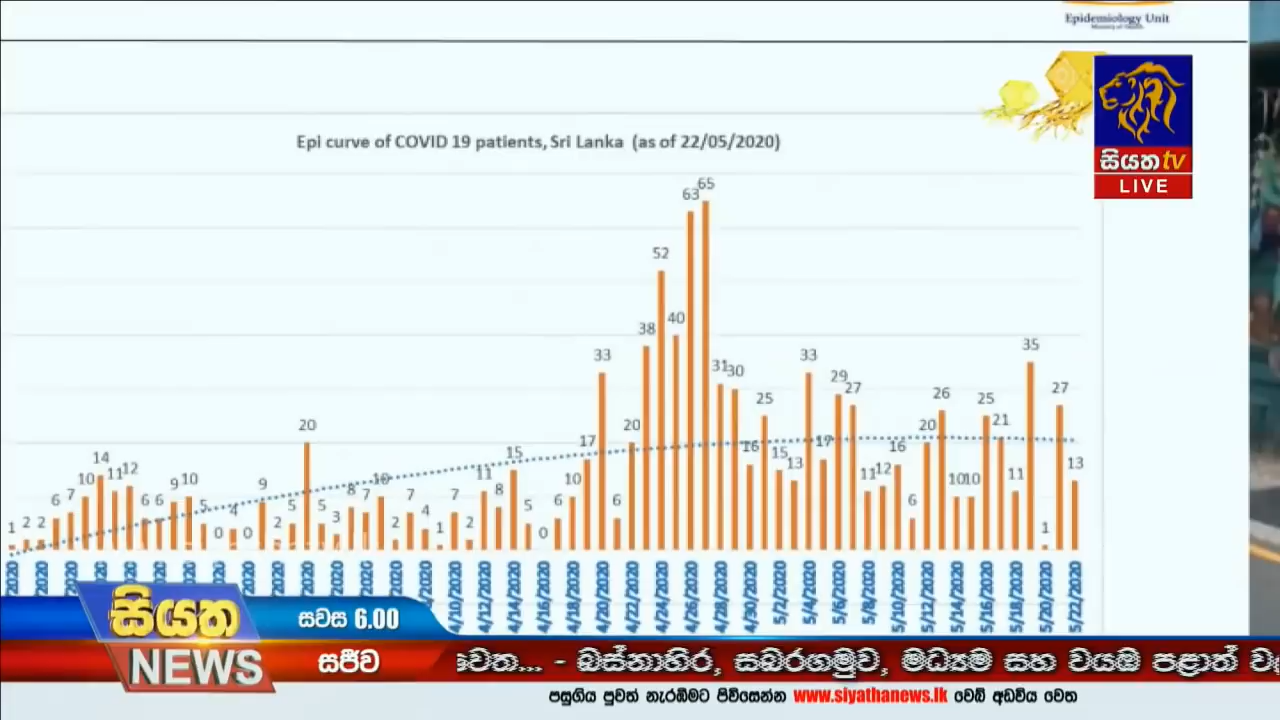 Epidemiology Unit
Ministry of Health
Epi curve of COVID 19 patients, Sri Lanka (as of 22/05/2020)
සියත tv
LIVE
1 2 2 6 7 10 14 11 12 6 6 9 10 5 0 4 0 9 2 5 20 5 3 8 7 10 2 7 4 1 7 2 11 8 15 5 0 6 10 17 33 6 20 38 52 40 63 65 31 30 16 25 15 13 33 17 29 27 11 12 16 6 20 26 10 10 25 21 11 35 1 27 13
4/10/2020 4/12/2020 4/14/2020 4/16/2020 4/18/2020 4/20/2020 4/22/2020 4/24/2020 4/26/2020 4/28/2020 4/30/2020 5/2/2020 5/4/2020 5/6/2020 5/8/2020 5/10/2020 5/12/2020 5/14/2020 5/16/2020 5/18/2020 5/20/2020 5/22/2020
සියත
NEWS
සවස 6.00
සජීව
... - බස්නාහිර, සබරගමුව, මධ්‍යම සහ වයඹ පළාත්
පසුගිය පුවත් නැරඹීමට පිවිසෙන්න www.siyathanews.lk වෙබ් අඩවිය වෙත